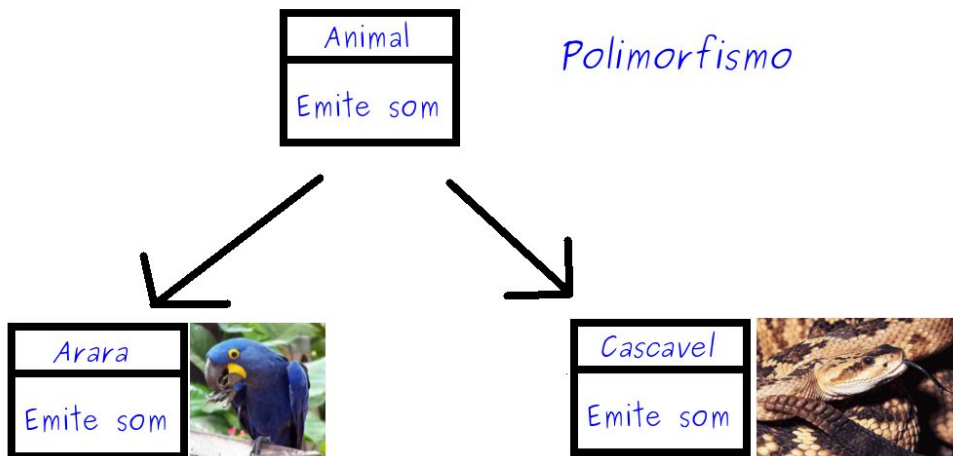 Animal
Polimorfismo
Emite som
Arara
Cascavel
Emite som
Emite som